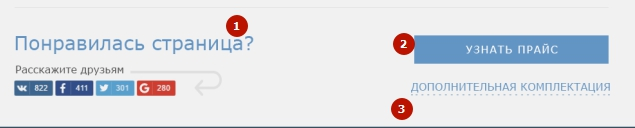 1
Понравилась страница?
2
УЗНАТЬ ПРАЙС
Расскажите друзьям
822
f 411
301
G 280
ДОПОЛНИТЕЛЬНАЯ КОМПЛЕКТАЦИЯ
3